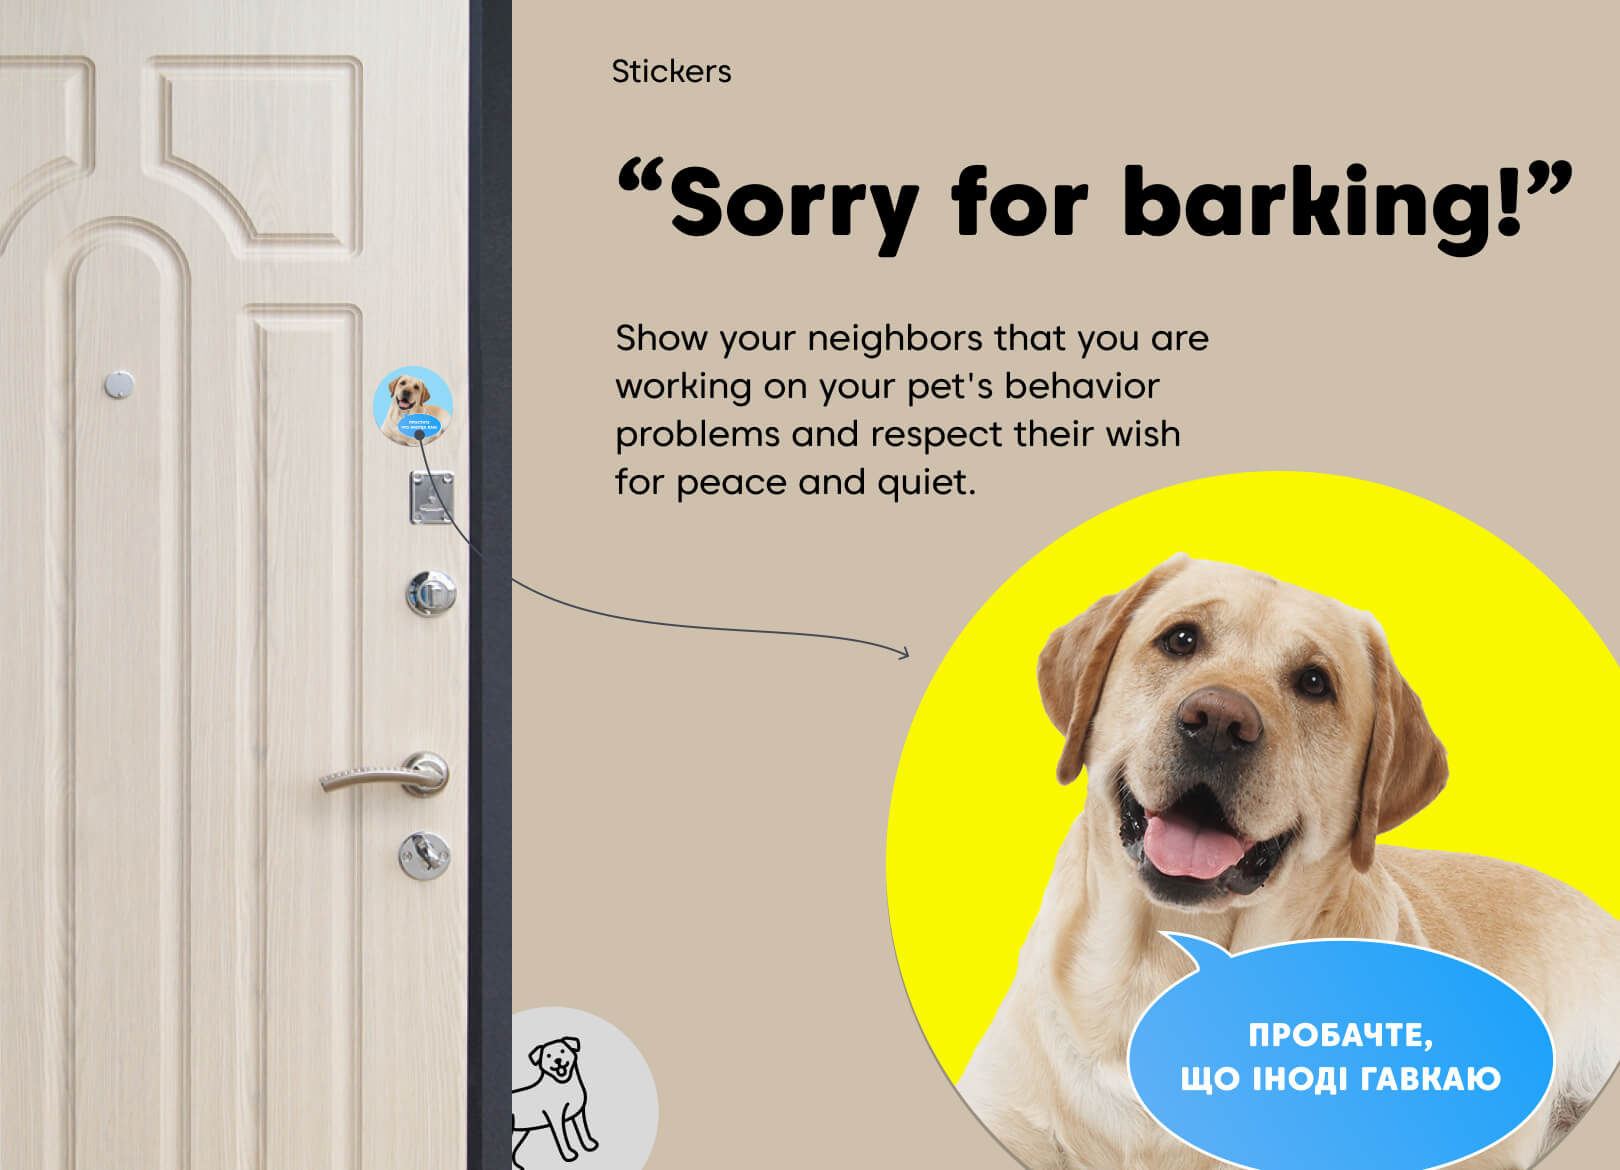 Stickers
“Sorry for barking!”
Show your neighbors that you are
working on your pet's behavior
problems and respect their wish
for peace and quiet.
ПРОБАЧТЕ,
ЩО ІНОДІ ГАВКАЮ